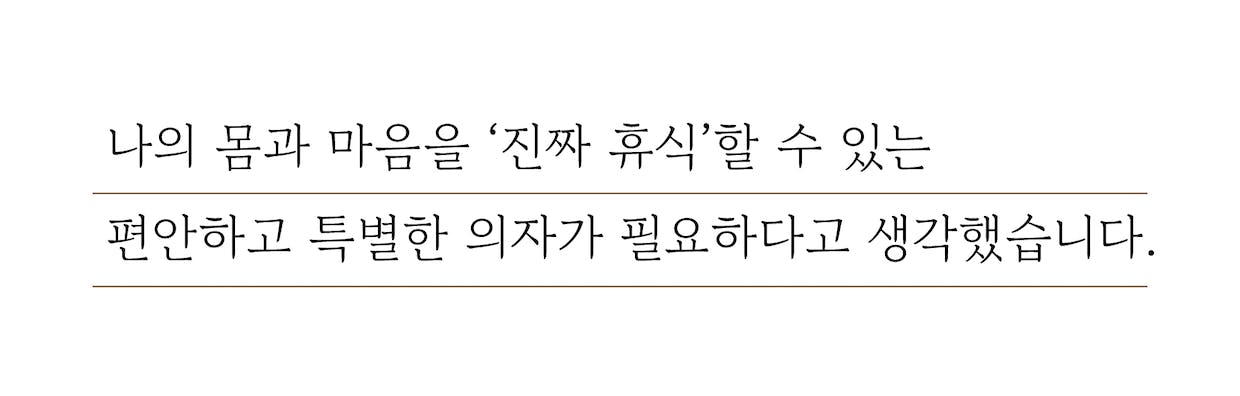 나의 몸과 마음을 ‘진짜 휴식’할 수 있는
편안하고 특별한 의자가 필요하다고 생각했습니다.